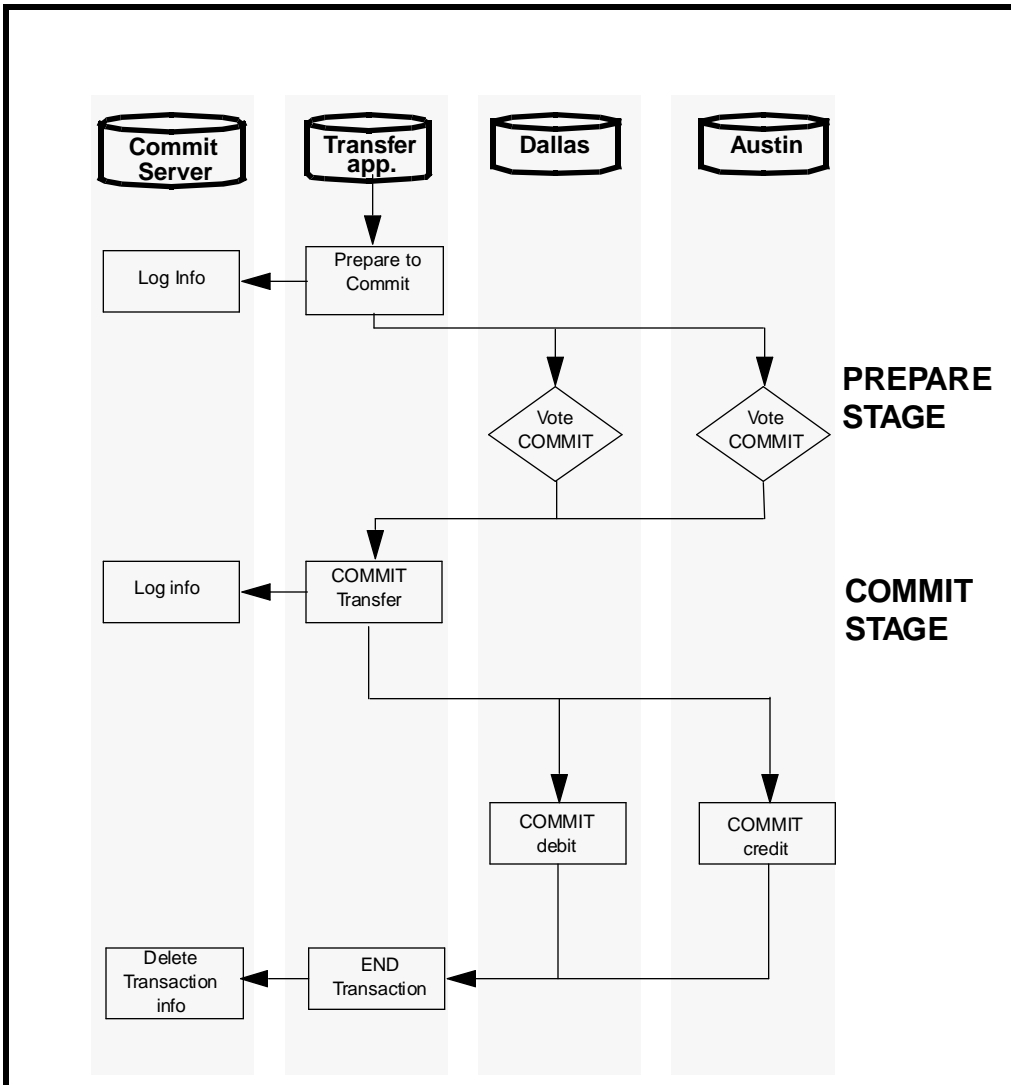 Commit
Server
Transfer
app.
Dallas
Austin
Log Info
Prepare to
Commit
Vote
COMMIT
Vote
COMMIT
PREPARE
STAGE
Log info
COMMIT
Transfer
COMMIT
STAGE
COMMIT
debit
COMMIT
credit
Delete
Transaction
info
END
Transaction